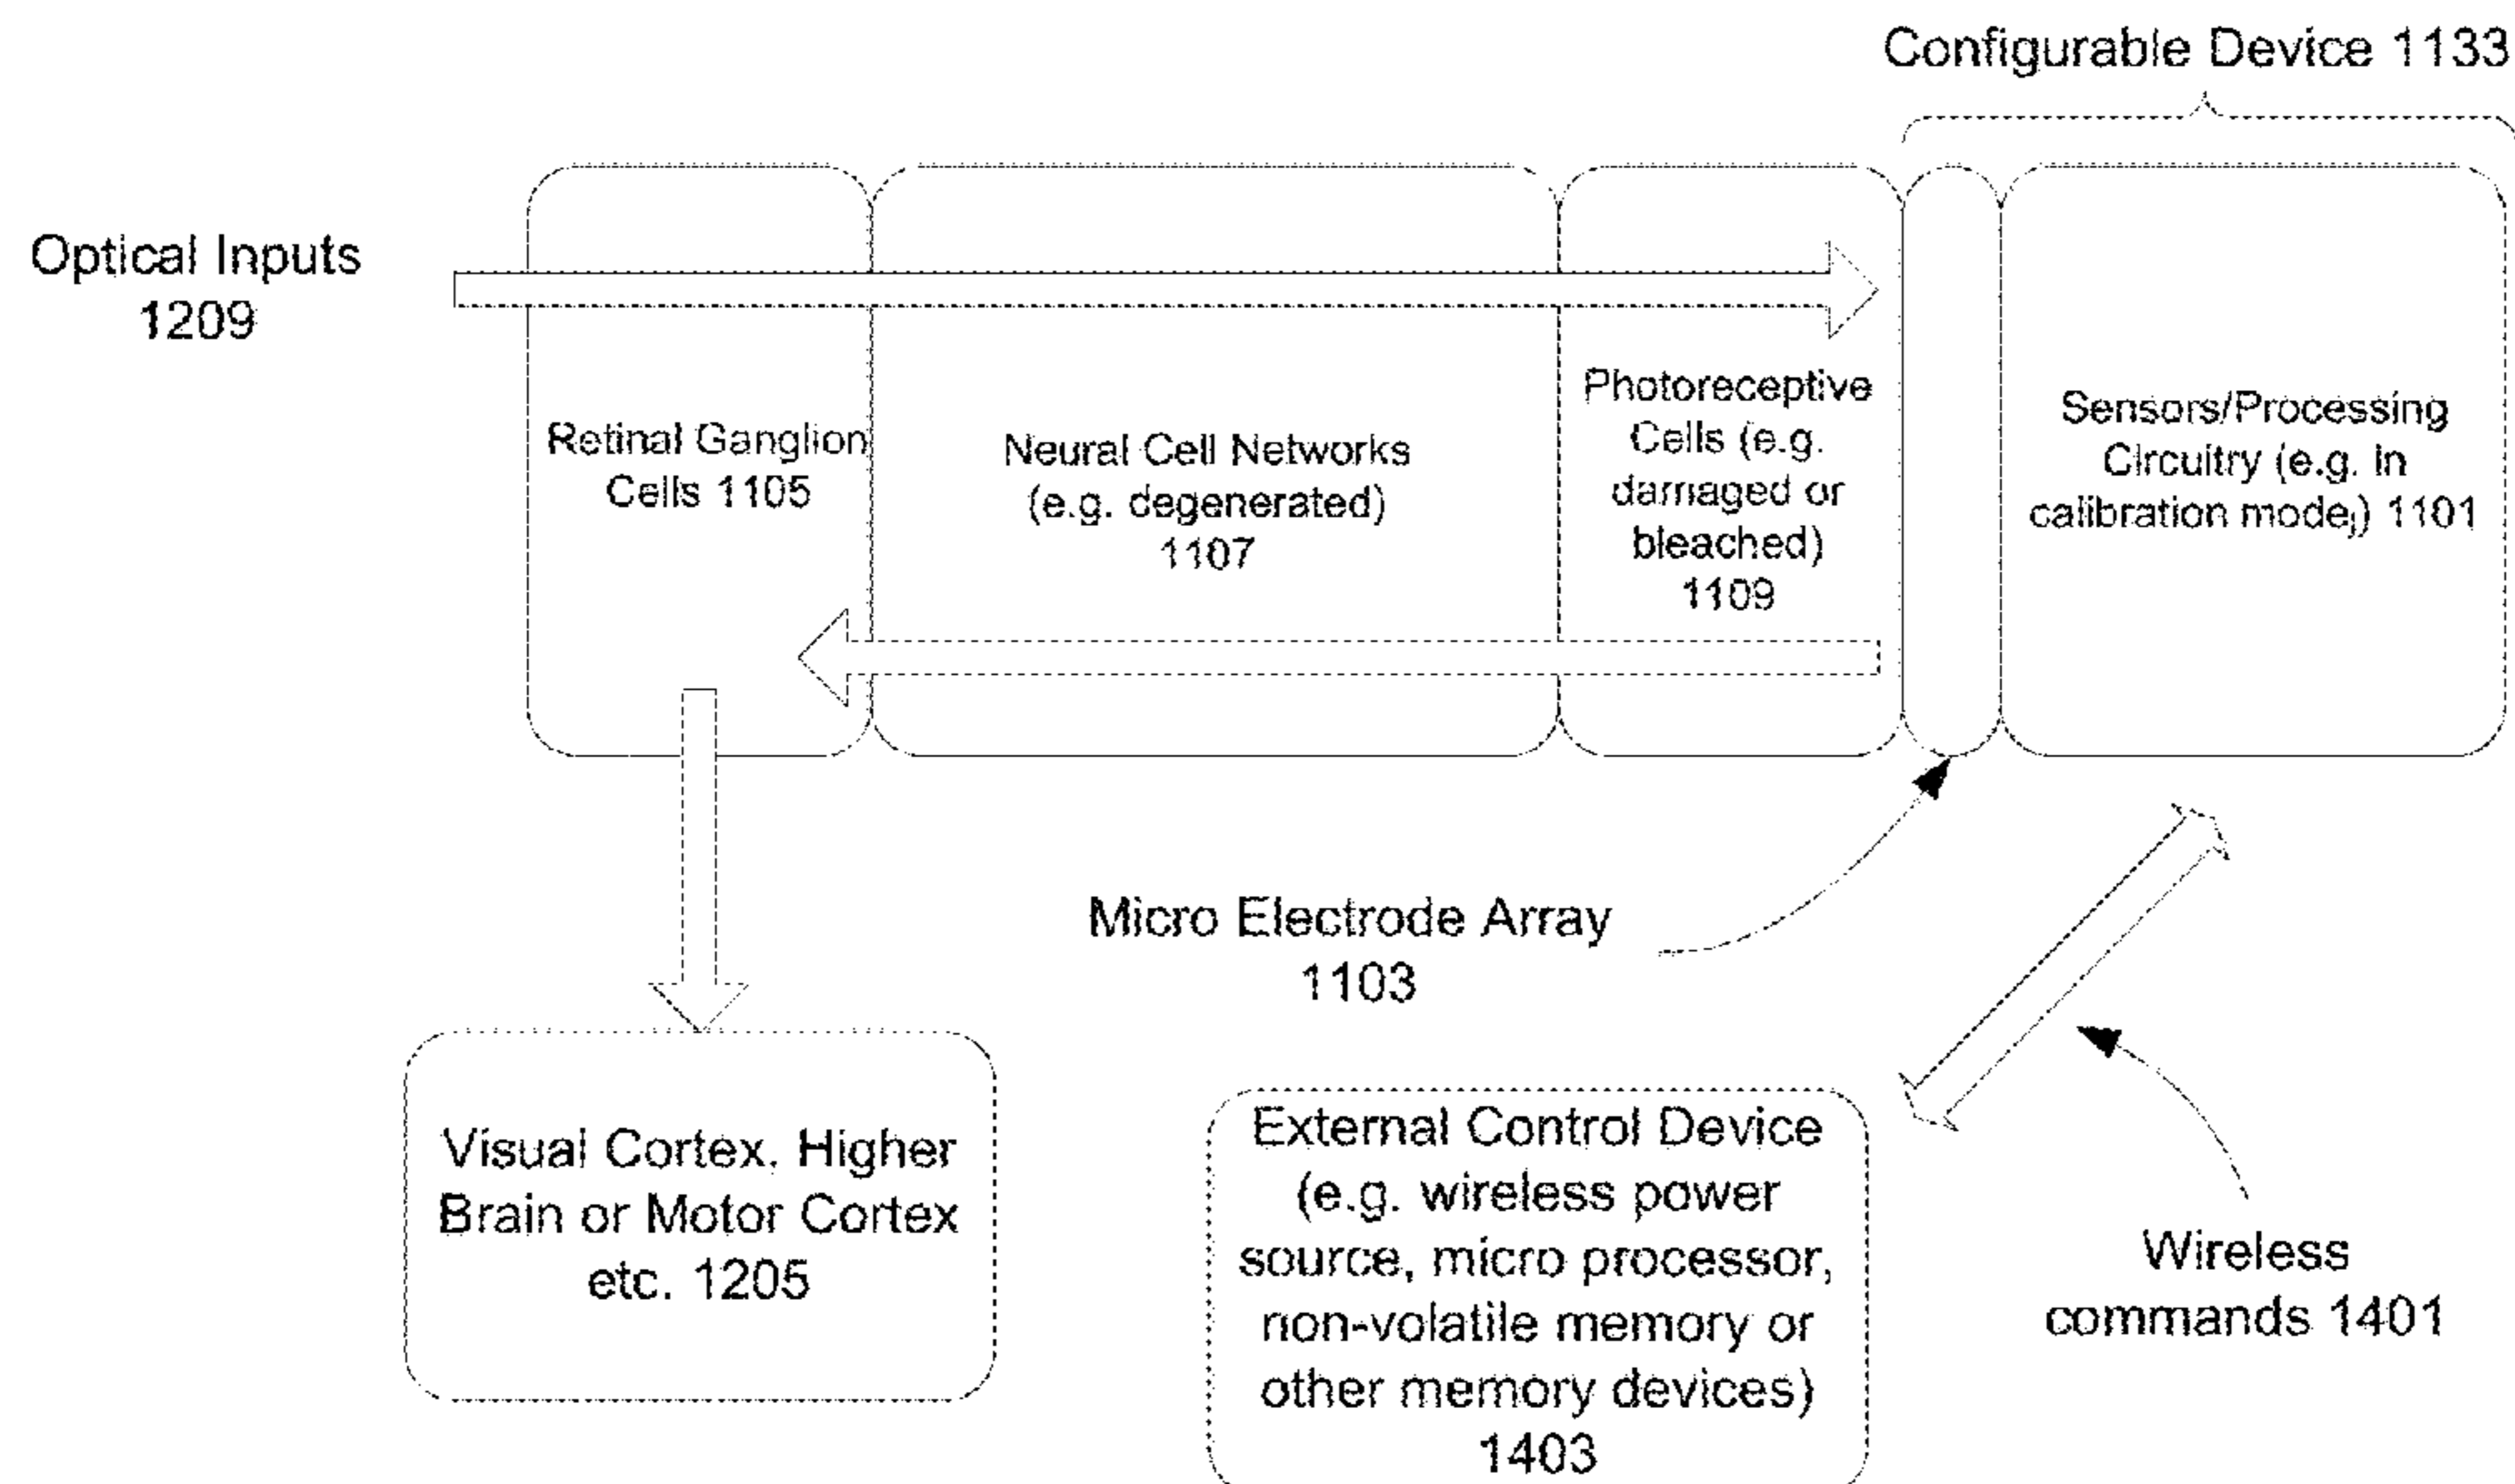 Configurable Device 1133
Optical Inputs
1209
Retinal Ganglion
Cells 1105
Neural Cell Networks
(e.g. degenerated)
1107
Photoreceptive
Cells (e.g.
damaged or
bleached)
1109
Sensors/Processing
Circuitry (e.g. in
calibration mode,) 1101
Micro Electrode Array
1103
Visual Cortex, Higher
Brain or Motor Cortex
etc. 1205
External Control Device
(e.g. wireless power
source, micro processor,
non-volatile memory or
other memory devices)
1403
Wireless
commands 1401